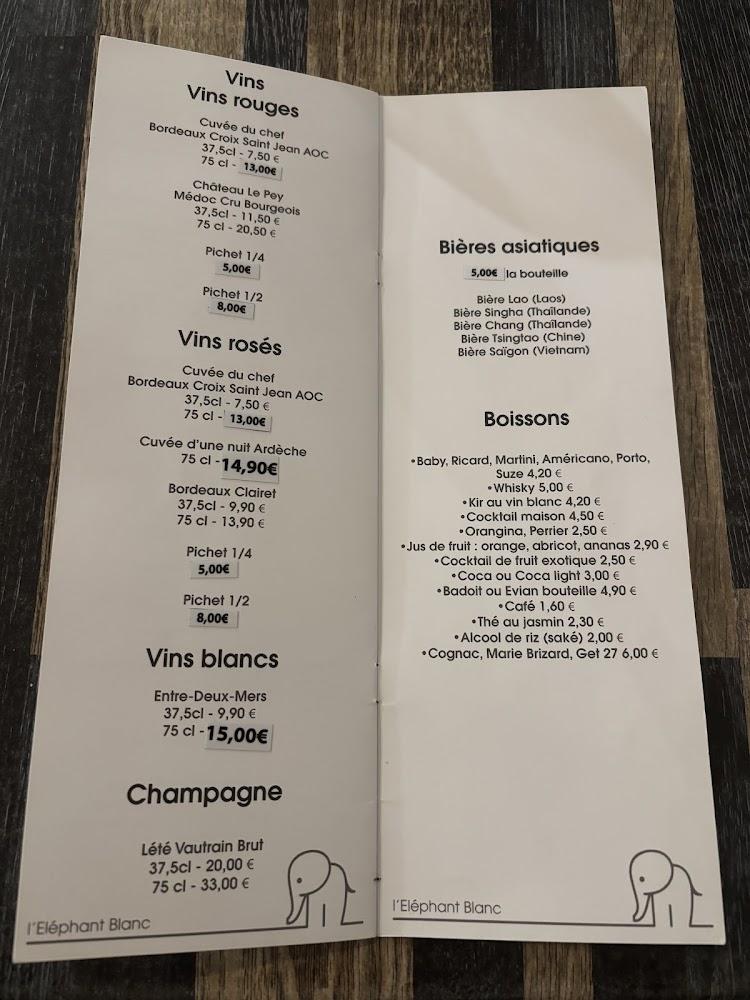 Vins
Vins rouges
Cuvée du chef
Bordeaux Croix Saint Jean AOC
37,5cl - 7,50 €
75 cl - 13,00€
Château Le Pey
Médoc Cru Bourgeois
37,5cl - 11,50 €
75 cl - 20,50 €
Pichet 1/4
5,00€
Pichet 1/2
8,00€
Vins rosés
Cuvée du chef
Bordeaux Croix Saint Jean AOC
37,5cl - 7,50 €
75 cl - 13,00€
Cuvée d'une nuit Ardèche
75 cl - 14,90€
Bordeaux Clairet
37,5cl - 9,90 €
75 cl - 13,90 €
Pichet 1/4
5,00€
Pichet 1/2
8,00€
Vins blancs
Entre-Deux-Mers
37,5cl - 9,90 €
75 cl - 15,00€
Champagne
Lété Vautrain Brut
37,5cl - 20,00 €
75 cl - 33,00 €
l'Eléphant Blanc
Bières asiatiques
5,00€ la bouteille
Bière Lao (Laos)
Bière Singha (Thaïlande)
Bière Chang (Thaïlande)
Bière Tsingtao (Chine)
Bière Saïgon (Vietnam)
Boissons
•Baby, Ricard, Martini, Américano, Porto,
Suze 4,20 €
•Whisky 5,00 €
•Kir au vin blanc 4,20 €
•Cocktail maison 4,50 €
•Orangina, Perrier 2,50 €
•Jus de fruit : orange, abricot, ananas 2,90 €
•Cocktail de fruit exotique 2,50 €
•Coca ou Coca light 3,00 €
•Badoit ou Evian bouteille 4,90 €
•Café 1,60 €
•Thé au jasmin 2,30 €
•Alcool de riz (saké) 2,00 €
•Cognac, Marie Brizard, Get 27 6,00 €
l'Eléphant Blanc